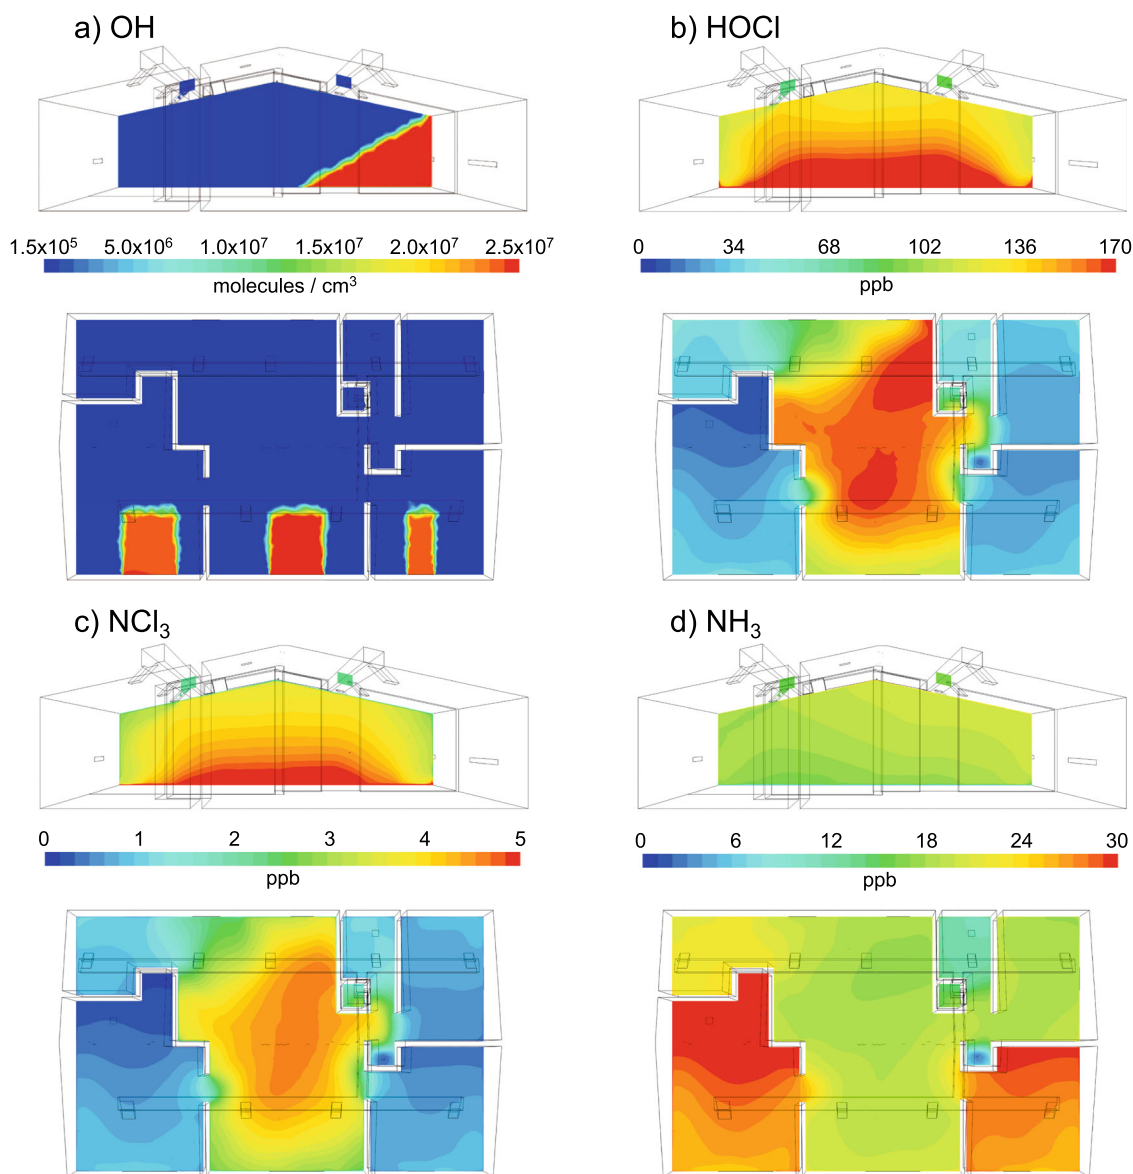 a) OH
b) HOCl
1.5x10⁵ 5.0x10⁶ 1.0x10⁷ 1.5x10⁷ 2.0x10⁷ 2.5x10⁷
molecules / cm³
0 34 68 102 136 170
ppb
c) NCl₃
d) NH₃
0 1 2 3 4 5
ppb
0 6 12 18 24 30
ppb